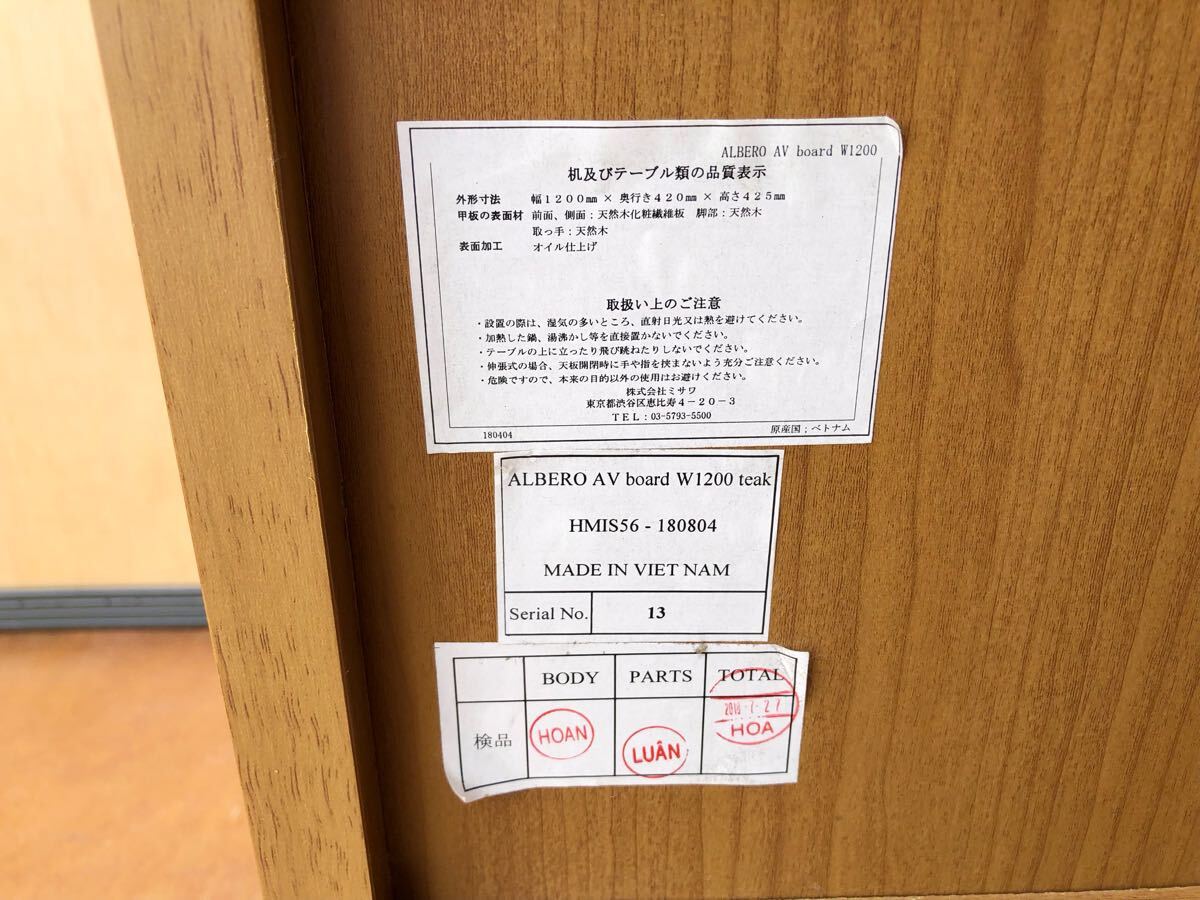 ALBERO AV board W1200
机及びテーブル類の品質表示
外形寸法 幅1200㎜ × 奥行き420㎜ × 高さ425㎜
甲板の表面材 前面、側面:天然木化粧繊維板 脚部:天然木
取っ手:天然木
表面加工 オイル仕上げ
取扱い上のご注意
・設置の際は、湿気の多いところ、直射日光又は熱を避けてください。
・加熱した鍋、湯沸かし等を直接置かないでください。
・テーブルの上に立ったり飛び跳ねたりしないでください。
・伸張式の場合、天板開閉時に手や指を挟まないよう充分ご注意ください。
・危険ですので、本来の目的以外の使用はお避けください。
株式会社ミサワ
東京都渋谷区恵比寿4-20-3
TEL:03-5793-5500
180404 原産国;ベトナム
ALBERO AV board W1200 teak
HMIS56 - 180804
MADE IN VIET NAM
Serial No. 13
BODY PARTS TOTAL
検品 HOAN LUÂN HOA